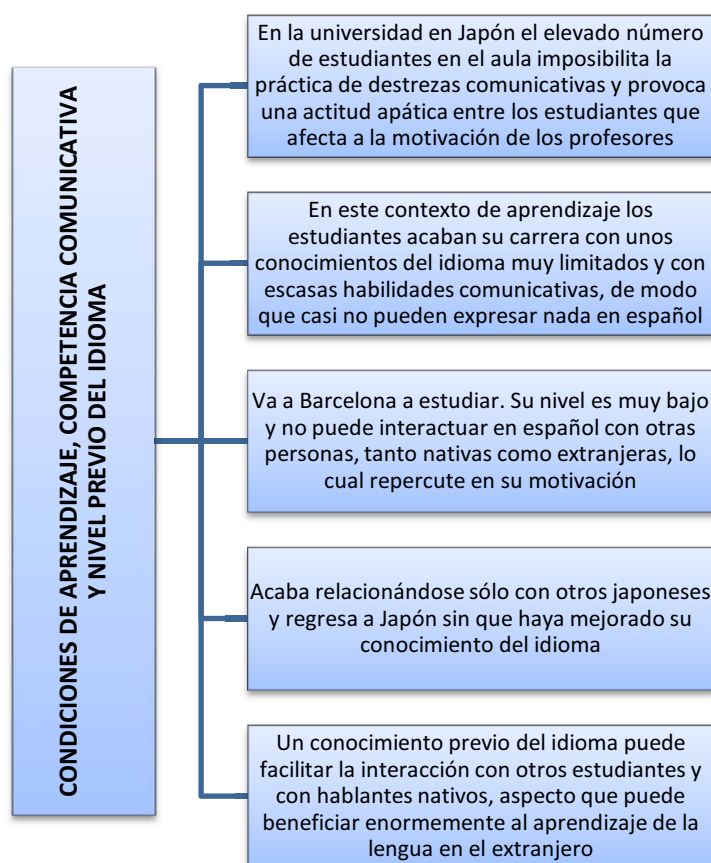 CONDICIONES DE APRENDIZAJE, COMPETENCIA COMUNICATIVA
Y NIVEL PREVIO DEL IDIOMA
En la universidad en Japón el elevado número
de estudiantes en el aula imposibilita la
práctica de destrezas comunicativas y provoca
una actitud apática entre los estudiantes que
afecta a la motivación de los profesores
En este contexto de aprendizaje los
estudiantes acaban su carrera con unos
conocimientos del idioma muy limitados y con
escasas habilidades comunicativas, de modo
que casi no pueden expresar nada en español
Va a Barcelona a estudiar. Su nivel es muy bajo
y no puede interactuar en español con otras
personas, tanto nativas como extranjeras, lo
cual repercute en su motivación
Acaba relacionándose sólo con otros japoneses
y regresa a Japón sin que haya mejorado su
conocimiento del idioma
Un conocimiento previo del idioma puede
facilitar la interacción con otros estudiantes y
con hablantes nativos, aspecto que puede
beneficiar enormemente al aprendizaje de la
lengua en el extranjero